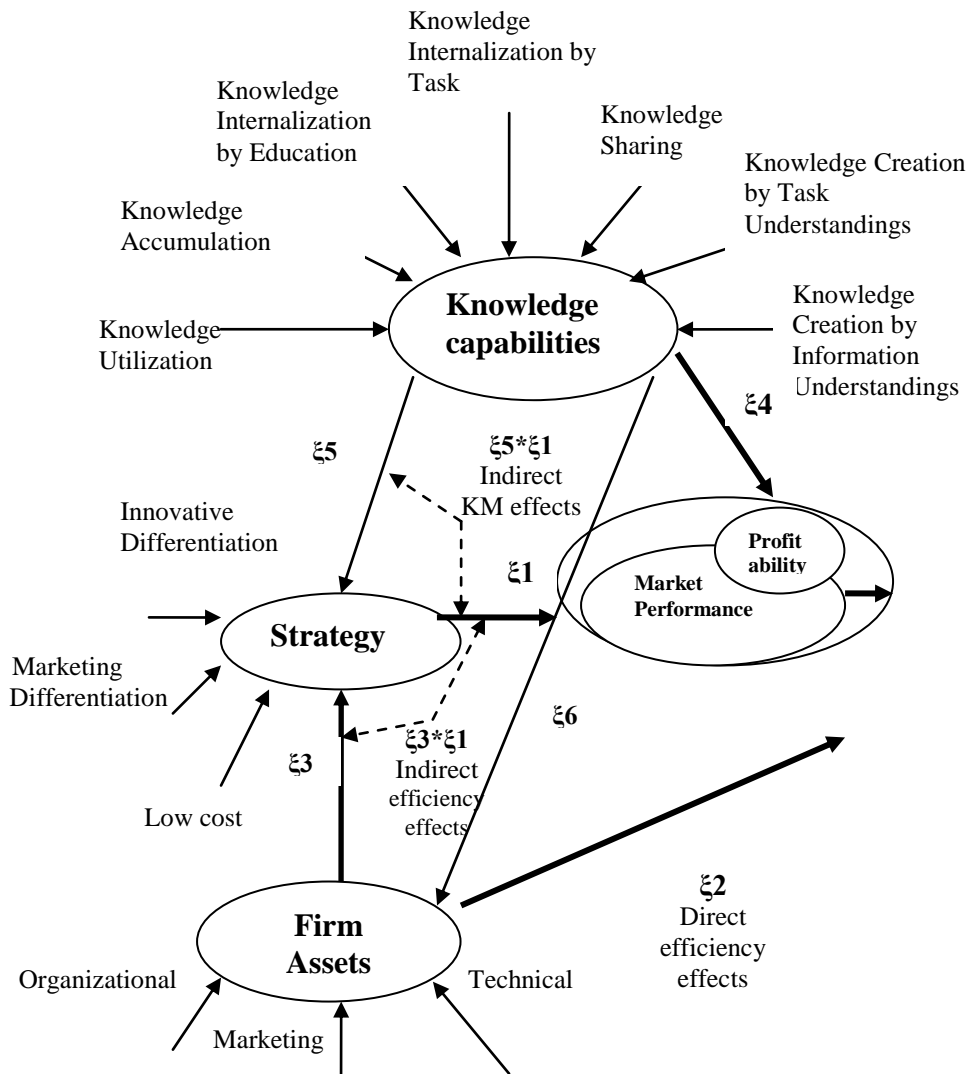 Knowledge
Internalization by
Task
Knowledge
Internalization
by Education
Knowledge
Sharing
Knowledge Creation
by Task
Understandings
Knowledge
Accumulation
Knowledge
capabilities
Knowledge
Utilization
Knowledge
Creation by
Information
Understandings
ξ4
ξ5
ξ5*ξ1
Indirect
KM effects
Innovative
Differentiation
ξ1
Profit
ability
Market
Performance
Strategy
Marketing
Differentiation
ξ6
ξ3
ξ3*ξ1
Indirect
efficiency
effects
Low cost
ξ2
Direct
efficiency
effects
Firm
Assets
Organizational
Technical
Marketing